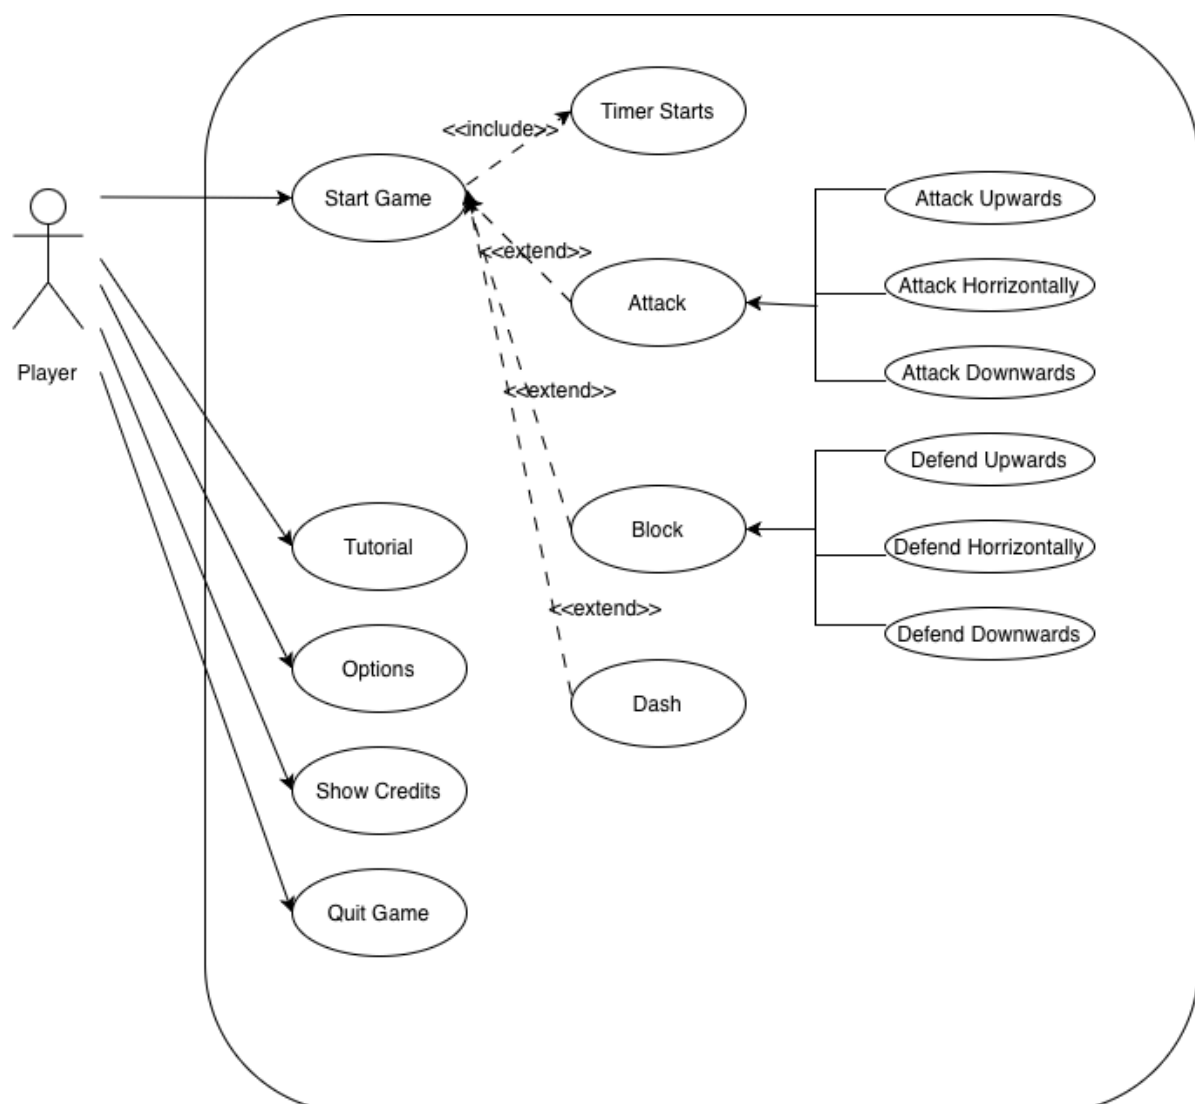 Timer Starts
<<include>>
Start Game
Attack Upwards
<<extend>>
Attack Horrizontally
Attack
Player
Attack Downwards
<<extend>>
Defend Upwards
Block
Tutorial
Defend Horrizontally
<<extend>>
Defend Downwards
Options
Dash
Show Credits
Quit Game